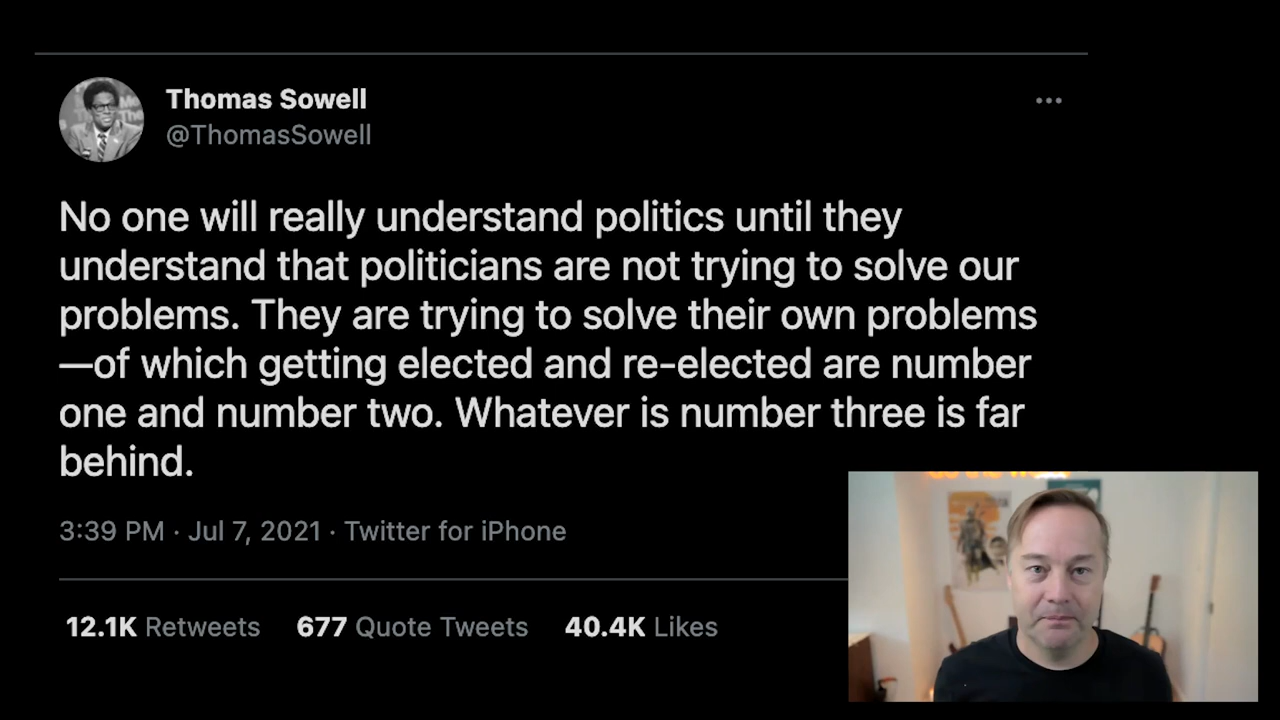 Thomas Sowell
@ThomasSowell
No one will really understand politics until they
understand that politicians are not trying to solve our
problems. They are trying to solve their own problems
—of which getting elected and re-elected are number
one and number two. Whatever is number three is far
behind.
3:39 PM · Jul 7, 2021 · Twitter for iPhone
12.1K Retweets 677 Quote Tweets 40.4K Likes